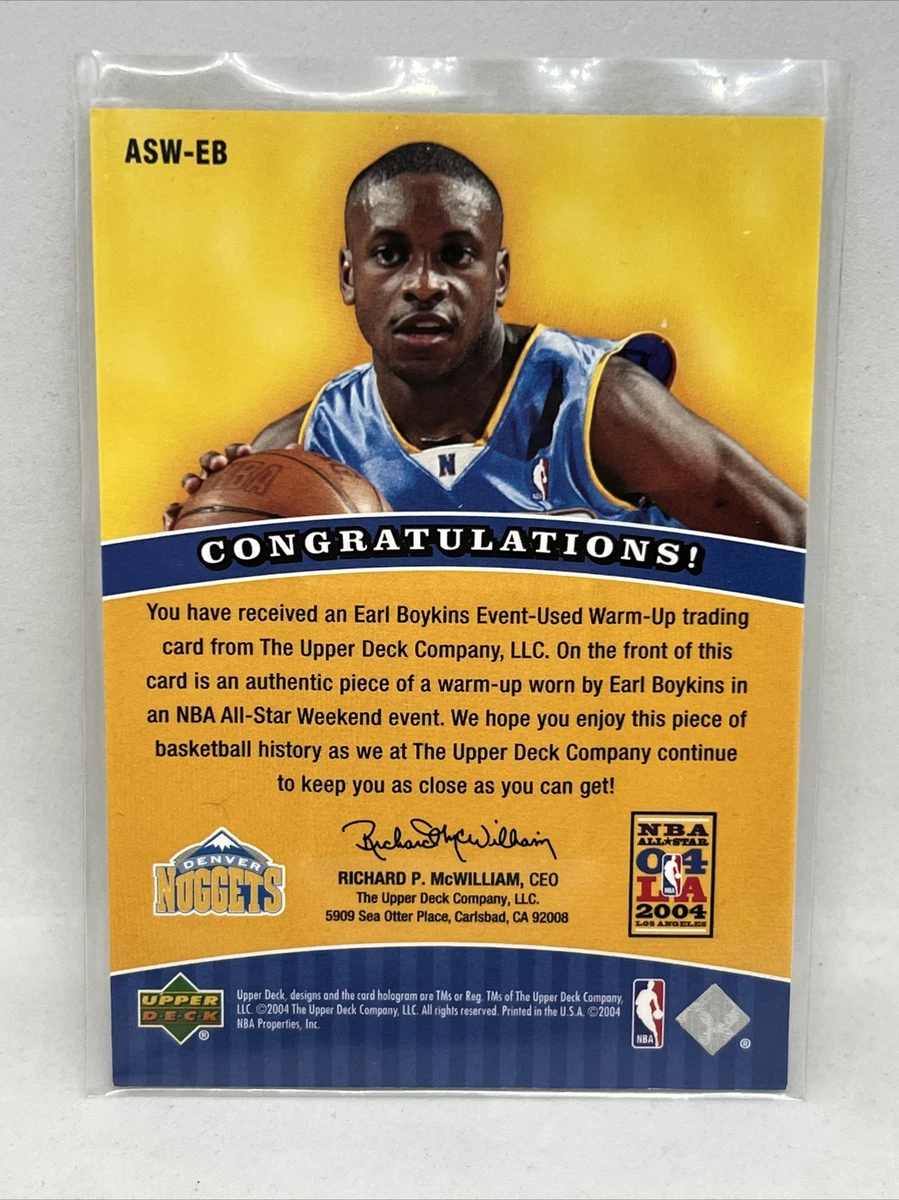 ASW-EB
N
CONGRATULATIONS!
You have received an Earl Boykins Event-Used Warm-Up trading
card from The Upper Deck Company, LLC. On the front of this
card is an authentic piece of a warm-up worn by Earl Boykins in
an NBA All-Star Weekend event. We hope you enjoy this piece of
basketball history as we at The Upper Deck Company continue
to keep you as close as you can get!
Richard McWilliam
RICHARD P. McWILLIAM, CEO
The Upper Deck Company, LLC.
5909 Sea Otter Place, Carlsbad, CA 92008
DENVER
NUGGETS
NBA
ALL★STAR
04
NBA
LA
2004
LOS ANGELES
UPPER
DECK
®
Upper Deck, designs and the card hologram are TMs or Reg. TMs of The Upper Deck Company,
LLC. ©2004 The Upper Deck Company, LLC. All rights reserved. Printed in the U.S.A. ©2004
NBA Properties, Inc.
NBA
®